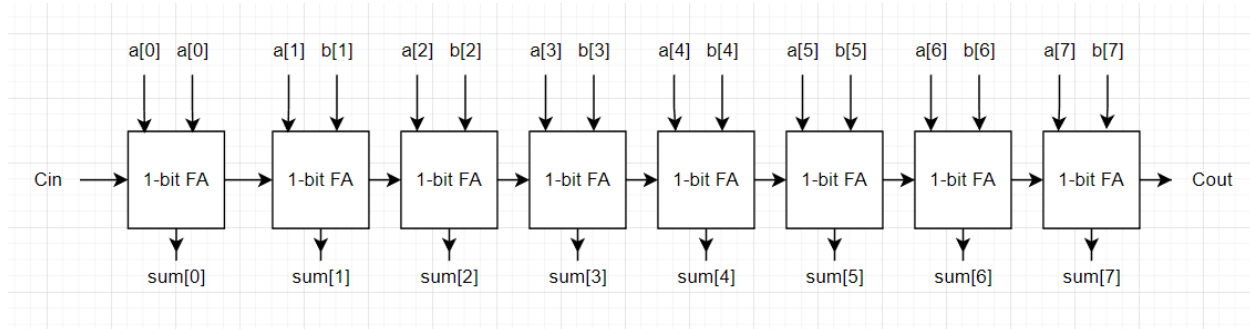 a[0] a[0] a[1] b[1] a[2] b[2] a[3] b[3] a[4] b[4] a[5] b[5] a[6] b[6] a[7] b[7]
Cin 1-bit FA 1-bit FA 1-bit FA 1-bit FA 1-bit FA 1-bit FA 1-bit FA 1-bit FA Cout
sum[0] sum[1] sum[2] sum[3] sum[4] sum[5] sum[6] sum[7]